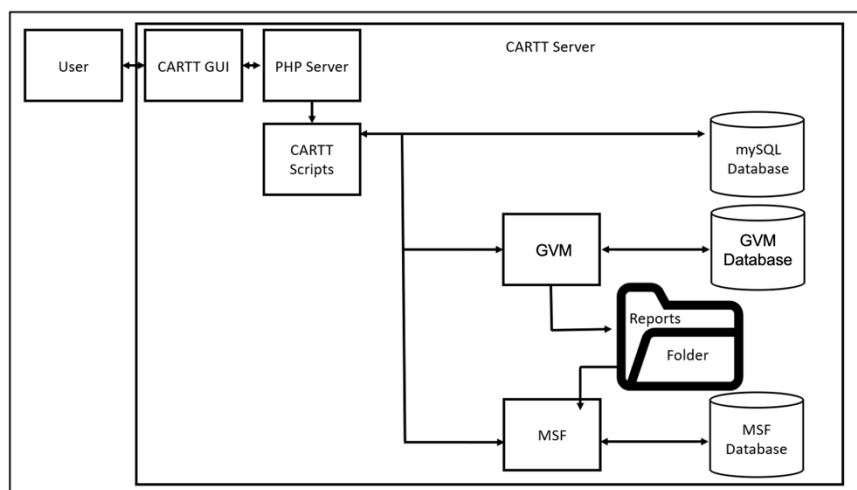 CARTT Server
User
CARTT GUI
PHP Server
CARTT
Scripts
mySQL
Database
GVM
GVM
Database
Reports
Folder
MSF
MSF
Database